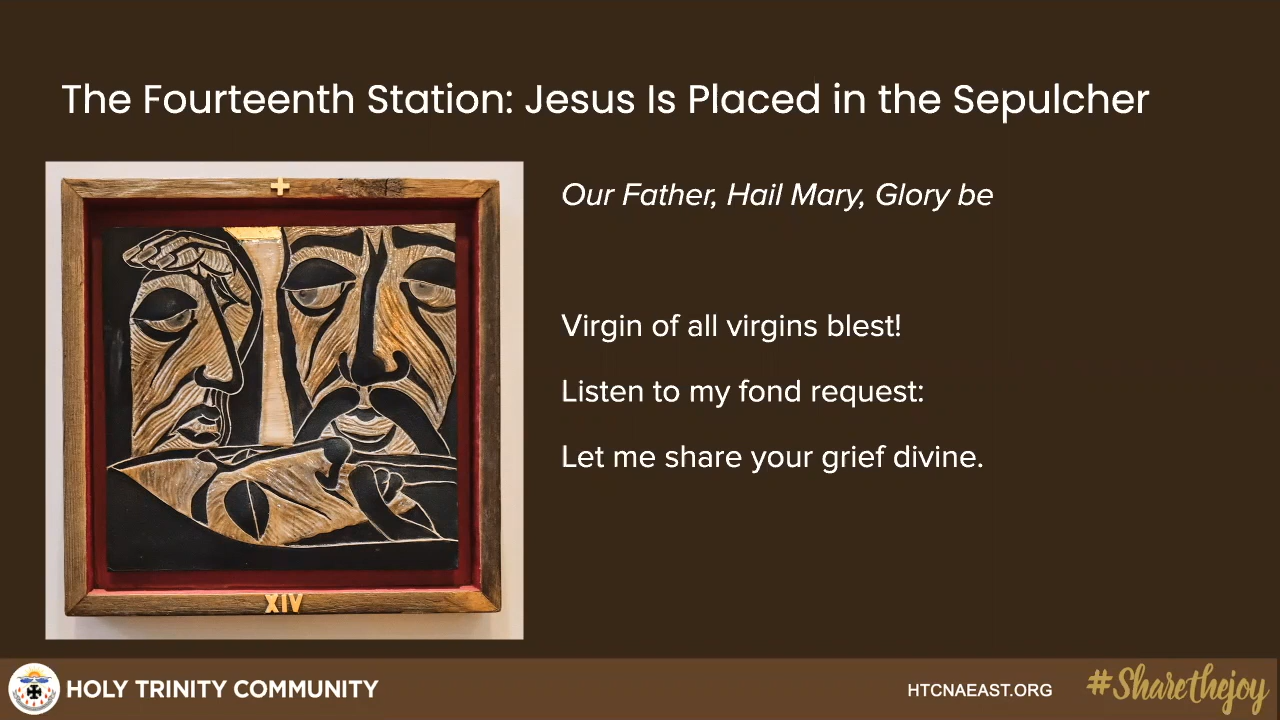 The Fourteenth Station: Jesus Is Placed in the Sepulcher
Our Father, Hail Mary, Glory be
Virgin of all virgins blest!
Listen to my fond request:
Let me share your grief divine.
XIV
HOLY TRINITY COMMUNITY
HTCNAEAST.ORG
#Sharethejoy